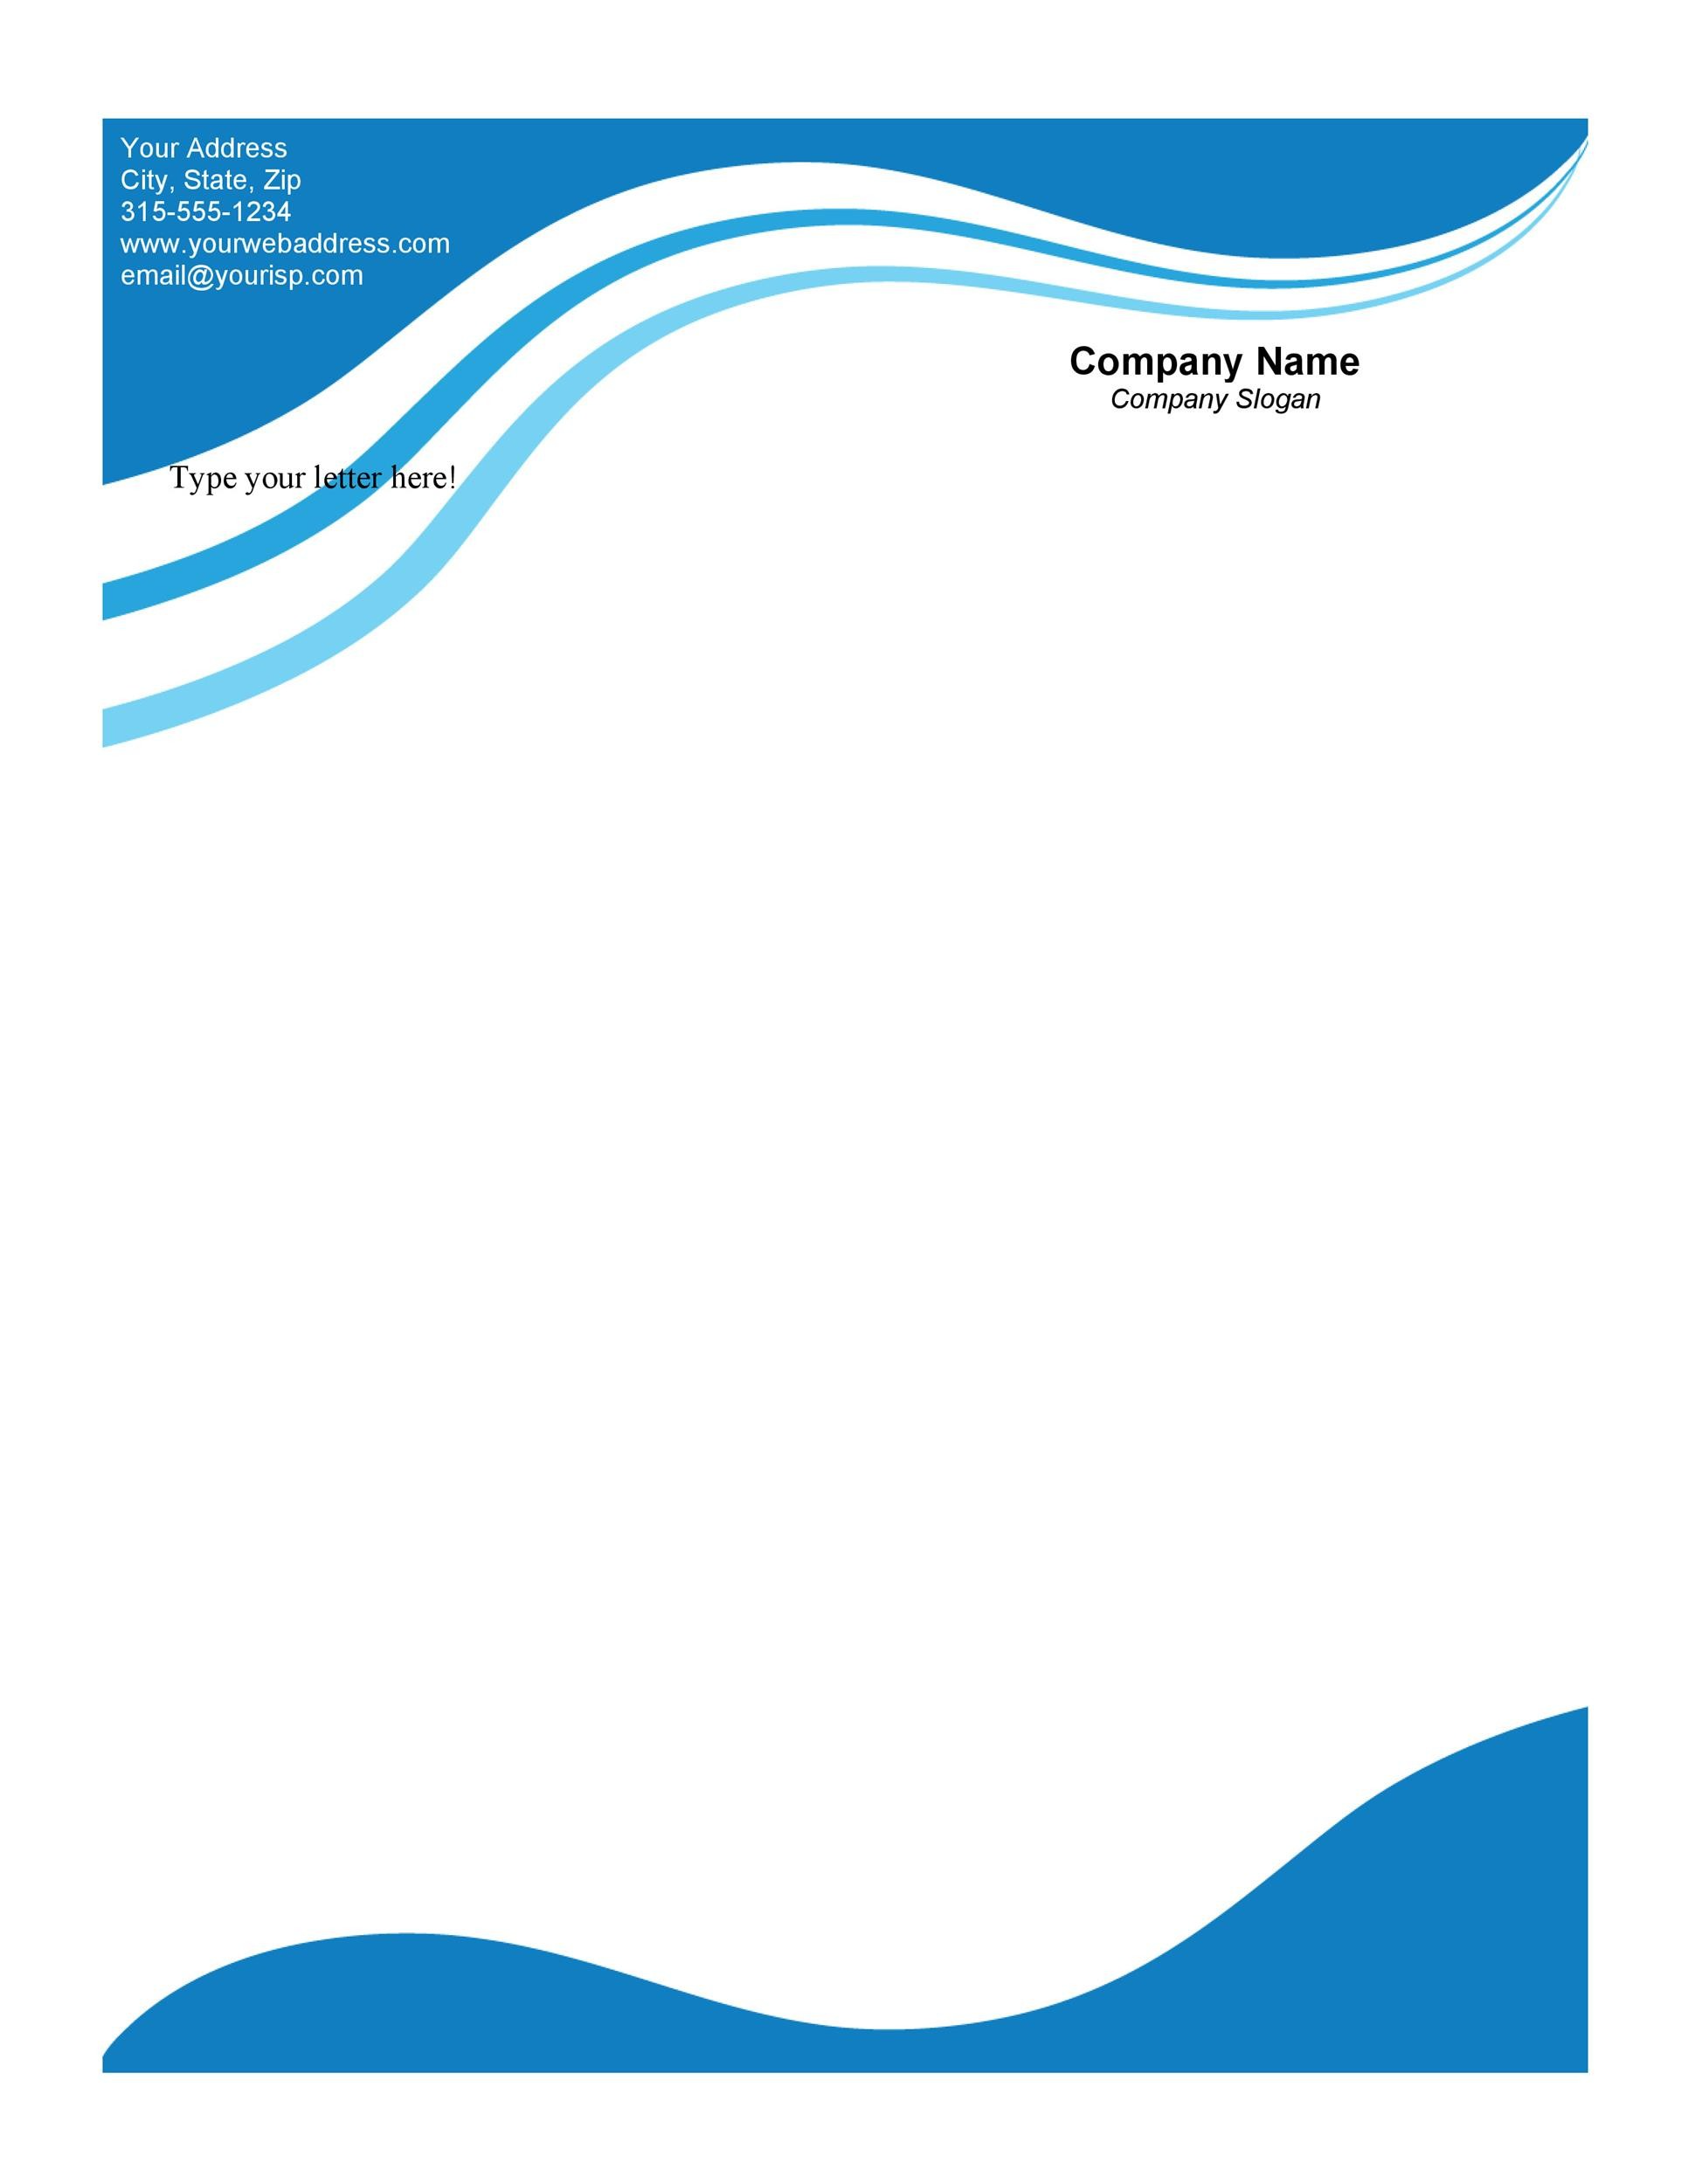 Your Address
City, State, Zip
315-555-1234
www.yourwebaddress.com
email@yourisp.com
Company Name
Company Slogan
Type your letter here!